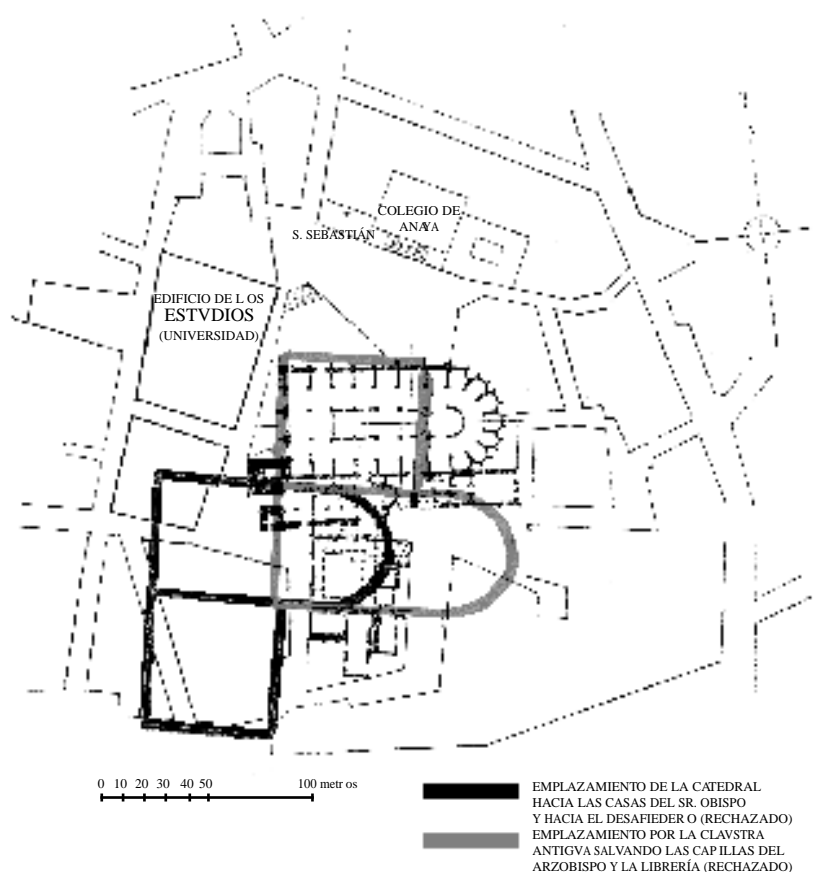 COLEGIO DE
ANAYA
S. SEBASTIÁN
EDIFICIO DE L OS
ESTVDIOS
(UNIVERSIDAD)
0 10 20 30 40 50 100 metr os
EMPLAZAMIENTO DE LA CATEDRAL
HACIA LAS CASAS DEL SR. OBISPO
Y HACIA EL DESAFIEDER O (RECHAZADO)
EMPLAZAMIENTO POR LA CLAVSTRA
ANTIGVA SALVANDO LAS CAP ILLAS DEL
ARZOBISPO Y LA LIBRERÍA (RECHAZADO)